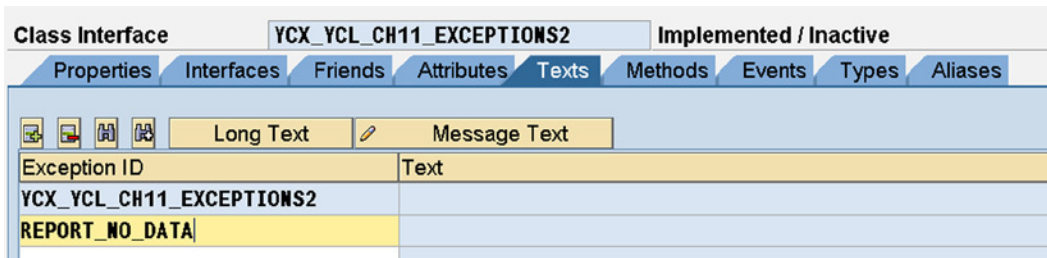 Class Interface YCX_YCL_CH11_EXCEPTIONS2 Implemented / Inactive
Properties Interfaces Friends Attributes Texts Methods Events Types Aliases
Long Text Message Text
Exception ID Text
YCX_YCL_CH11_EXCEPTIONS2
REPORT_NO_DATA